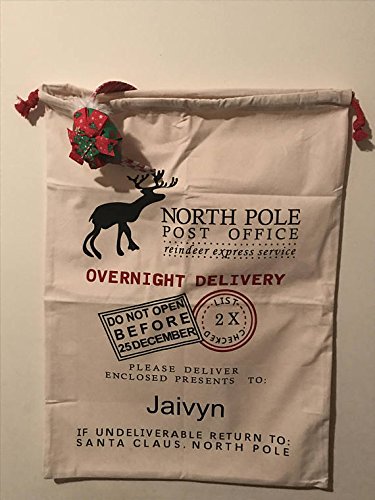 NORTH POLE
POST OFFICE
reindeer express service
OVERNIGHT DELIVERY
DO NOT OPEN
BEFORE
25 DECEMBER
LIST
2 X
CHECKED
PLEASE DELIVER
ENCLOSED PRESENTS TO:
Jaivyn
IF UNDELIVERABLE RETURN TO:
SANTA CLAUS, NORTH POLE